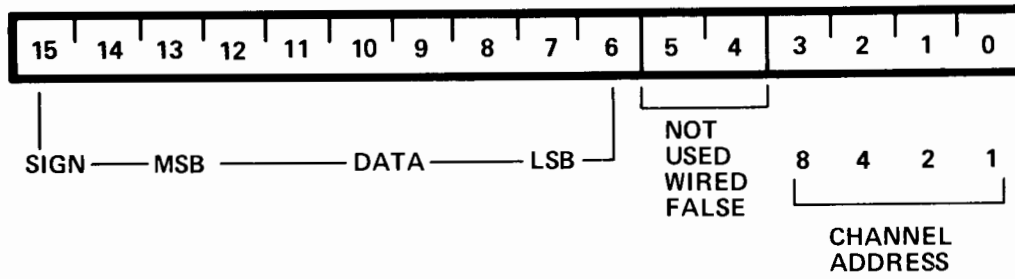 15 14 13 12 11 10 9 8 7 6 5 4 3 2 1 0
SIGN MSB DATA LSB
NOT
USED
WIRED
FALSE
8 4 2 1
CHANNEL
ADDRESS